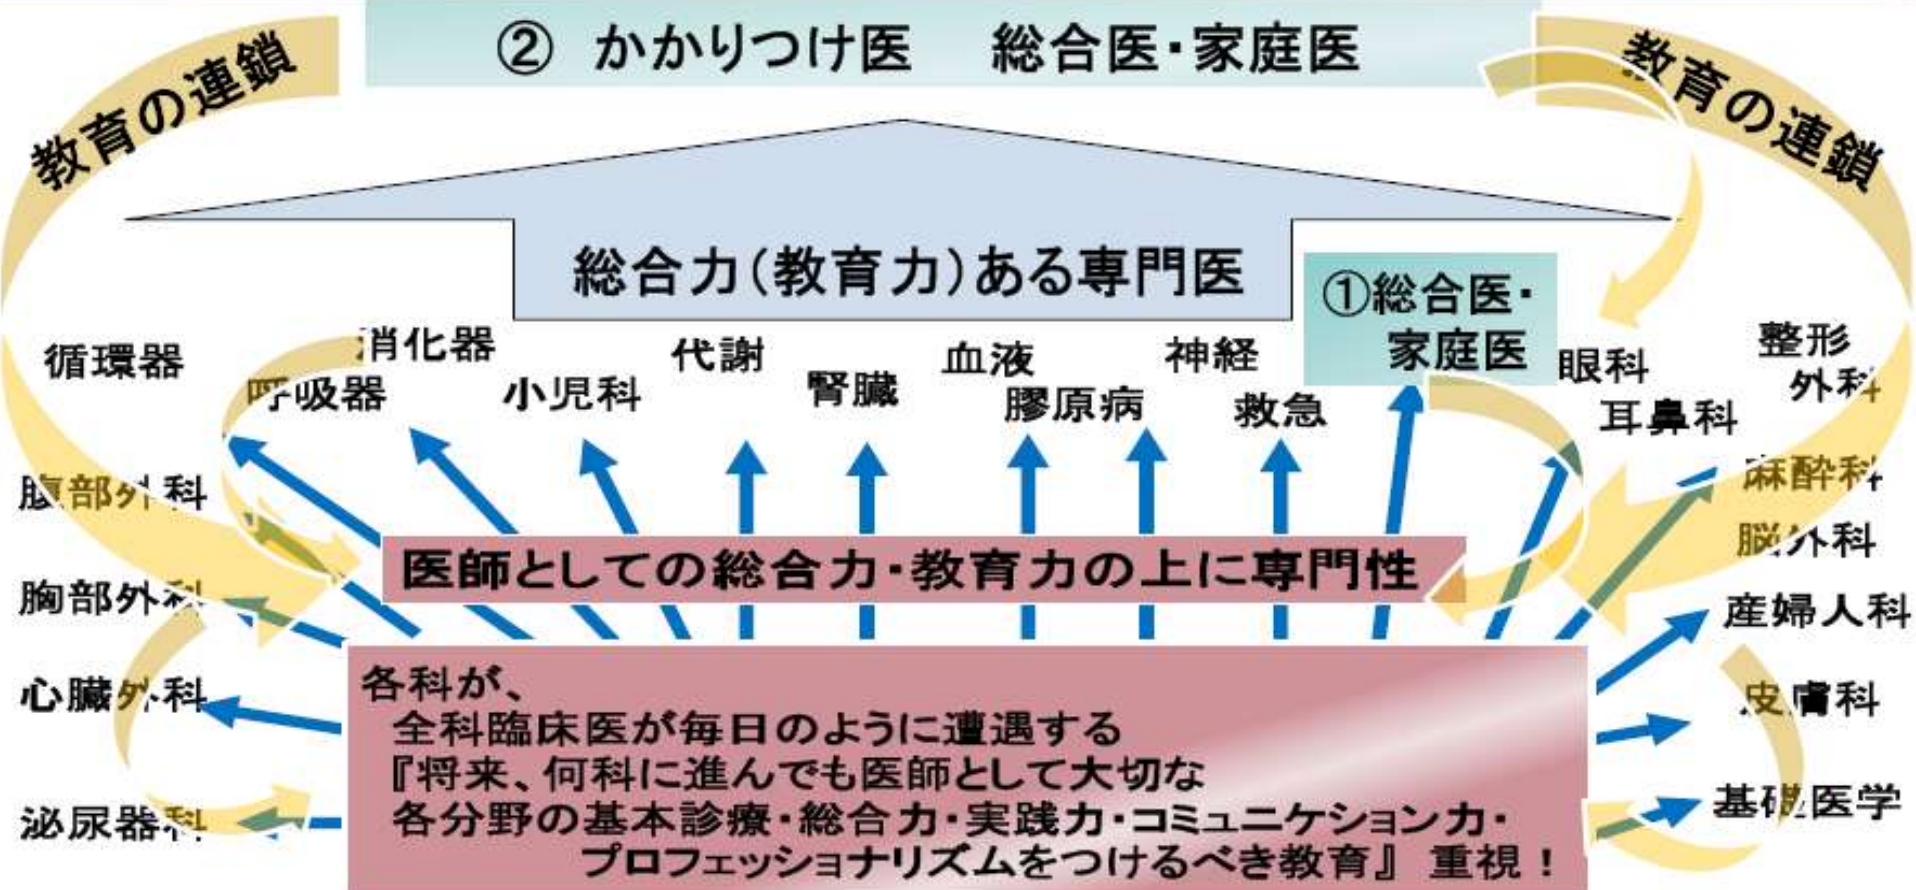 ② かかりつけ医　総合医・家庭医
教育の連鎖
教育の連鎖
総合力（教育力）ある専門医
①総合医・
家庭医
循環器
呼吸器
消化器
小児科
代謝
腎臓
血液
膠原病
神経
救急
眼科
耳鼻科
整形
外科
腹部外科
胸部外科
心臓外科
泌尿器科
麻酔科
脳外科
産婦人科
皮膚科
基礎医学
医師としての総合力・教育力の上に専門性
各科が、
全科臨床医が毎日のように遭遇する
『将来、何科に進んでも医師として大切な
各分野の基本診療・総合力・実践力・コミュニケション力・
プロフェッショナリズムをつけるべき教育』 重視！